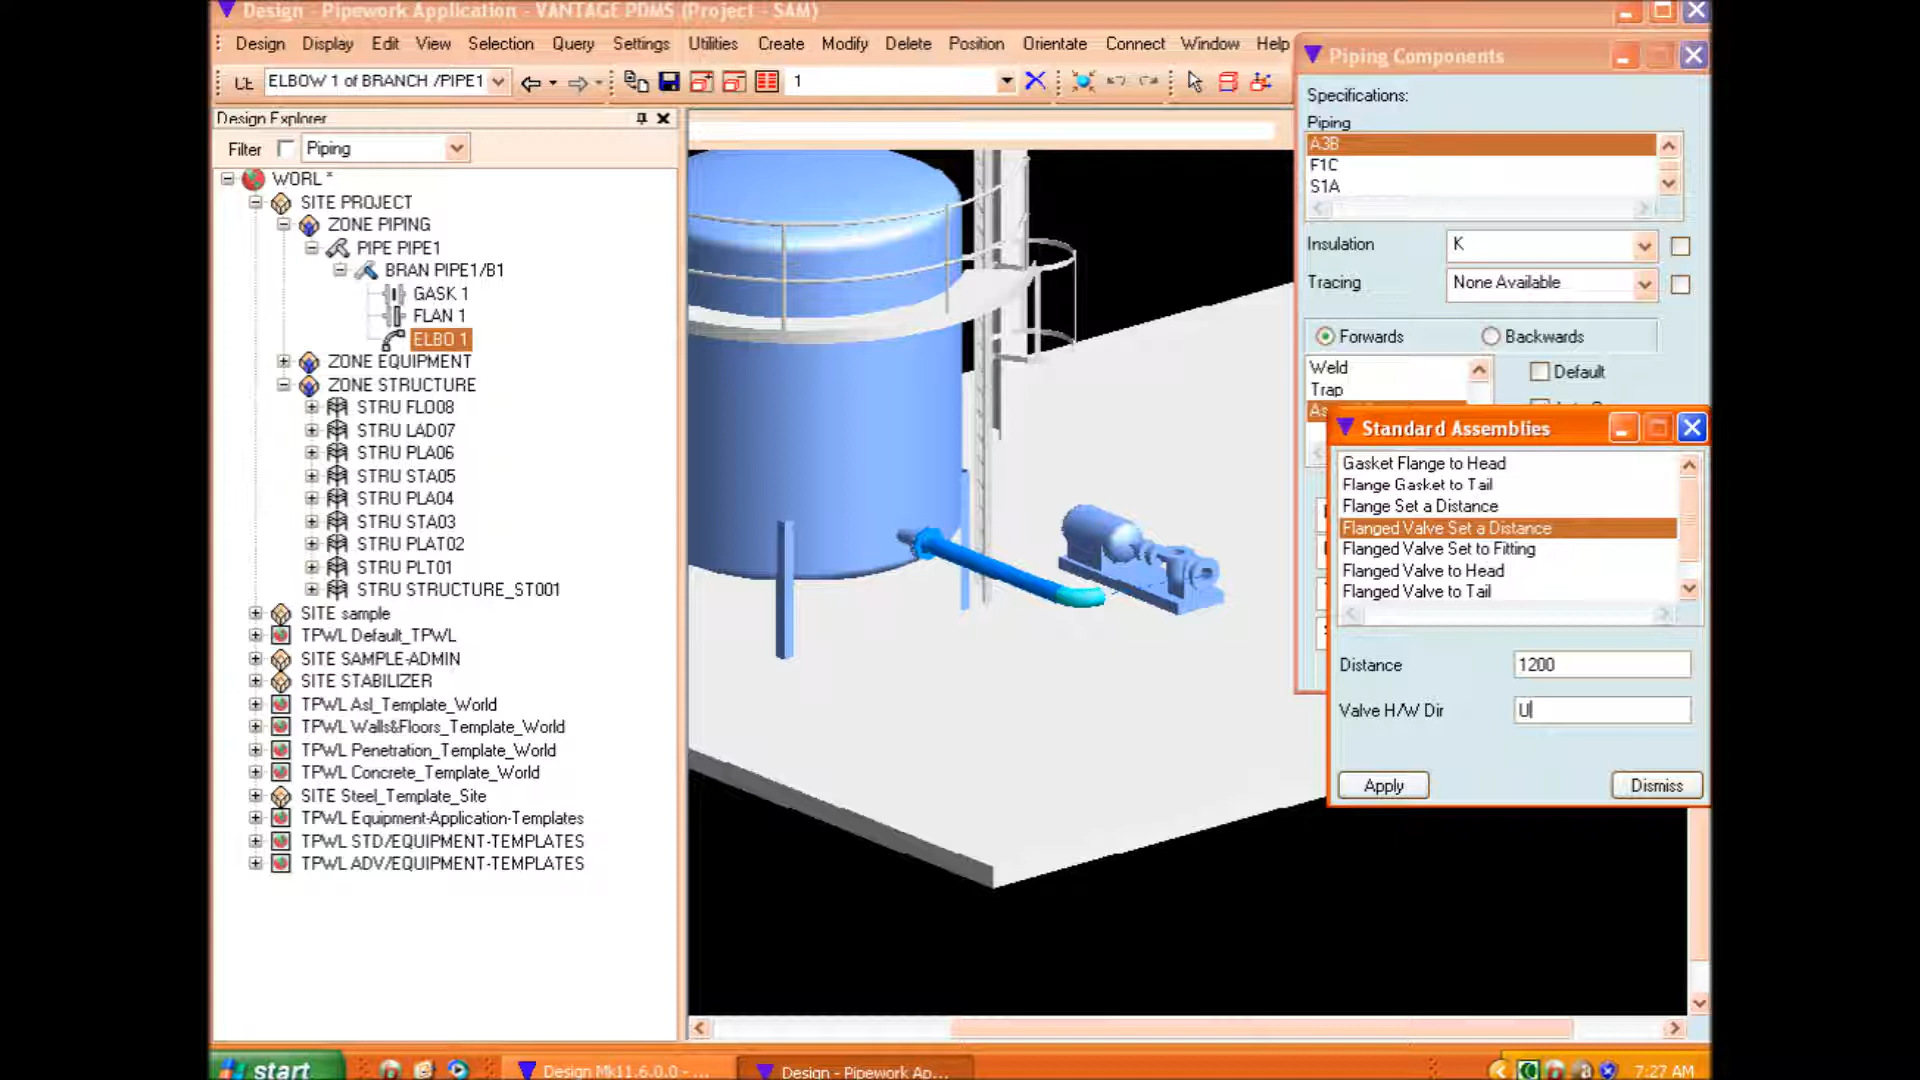 Design - Pipework Application - VANTAGE PDMS (Project - SAM)
Design Display Edit View Selection Query Settings Utilities Create Modify Delete Position Orientate Connect Window Help
CE ELBOW 1 of BRANCH /PIPE1 1
Design Explorer
Filter Piping
WORL *
SITE PROJECT
ZONE PIPING
PIPE PIPE1
BRAN PIPE1/B1
GASK 1
FLAN 1
ELBO 1
ZONE EQUIPMENT
ZONE STRUCTURE
STRU FLO08
STRU LAD07
STRU PLA06
STRU STA05
STRU PLA04
STRU STA03
STRU PLAT02
STRU PLT01
STRU STRUCTURE_ST001
SITE sample
TPWL Default_TPWL
SITE SAMPLE-ADMIN
SITE STABILIZER
TPWL Asl_Template_World
TPWL Walls&Floors_Template_World
TPWL Penetration_Template_World
TPWL Concrete_Template_World
SITE Steel_Template_Site
TPWL Equipment-Application-Templates
TPWL STD/EQUIPMENT-TEMPLATES
TPWL ADV/EQUIPMENT-TEMPLATES
Piping Components
Specifications:
Piping
A3B
F1C
S1A
Insulation K
Tracing None Available
Forwards Backwards
Weld
Trap
Default
Standard Assemblies
Gasket Flange to Head
Flange Gasket to Tail
Flange Set a Distance
Flanged Valve Set a Distance
Flanged Valve Set to Fitting
Flanged Valve to Head
Flanged Valve to Tail
Distance 1200
Valve H/W Dir U
Apply Dismiss
start Design Mk11.6.0.0 - ... Design - Pipework Ap... 7:27 AM